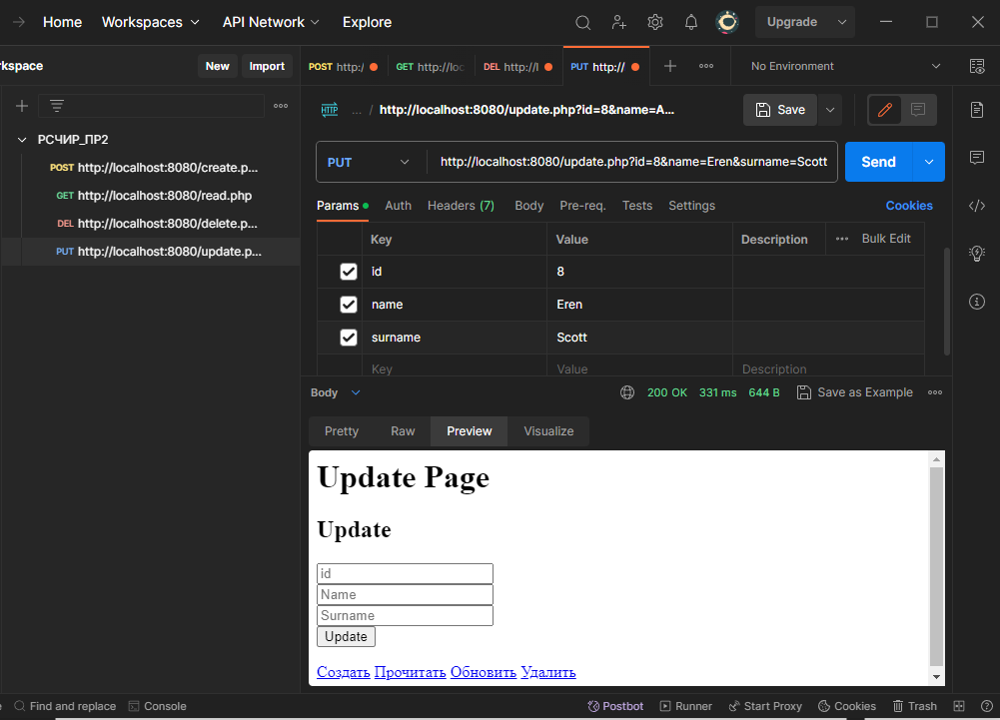 Home Workspaces API Network Explore Upgrade
kspace New Import POST http:/ GET http://loc DEL http://l PUT http:// No Environment
РСЧИР_ПР2
POST http://localhost:8080/create.p...
GET http://localhost:8080/read.php
DEL http://localhost:8080/delete.p...
PUT http://localhost:8080/update.p...
HTTP ... / http://localhost:8080/update.php?id=8&name=A... Save
PUT http://localhost:8080/update.php?id=8&name=Eren&surname=Scott Send
Params Auth Headers (7) Body Pre-req. Tests Settings Cookies
Key Value Description Bulk Edit
id 8
name Eren
surname Scott
Key Value Description
Body 200 OK 331 ms 644 B Save as Example
Pretty Raw Preview Visualize
Update Page
Update
id
Name
Surname
Update
Создать Прочитать Обновить Удалить
Find and replace Console Postbot Runner Start Proxy Cookies Trash